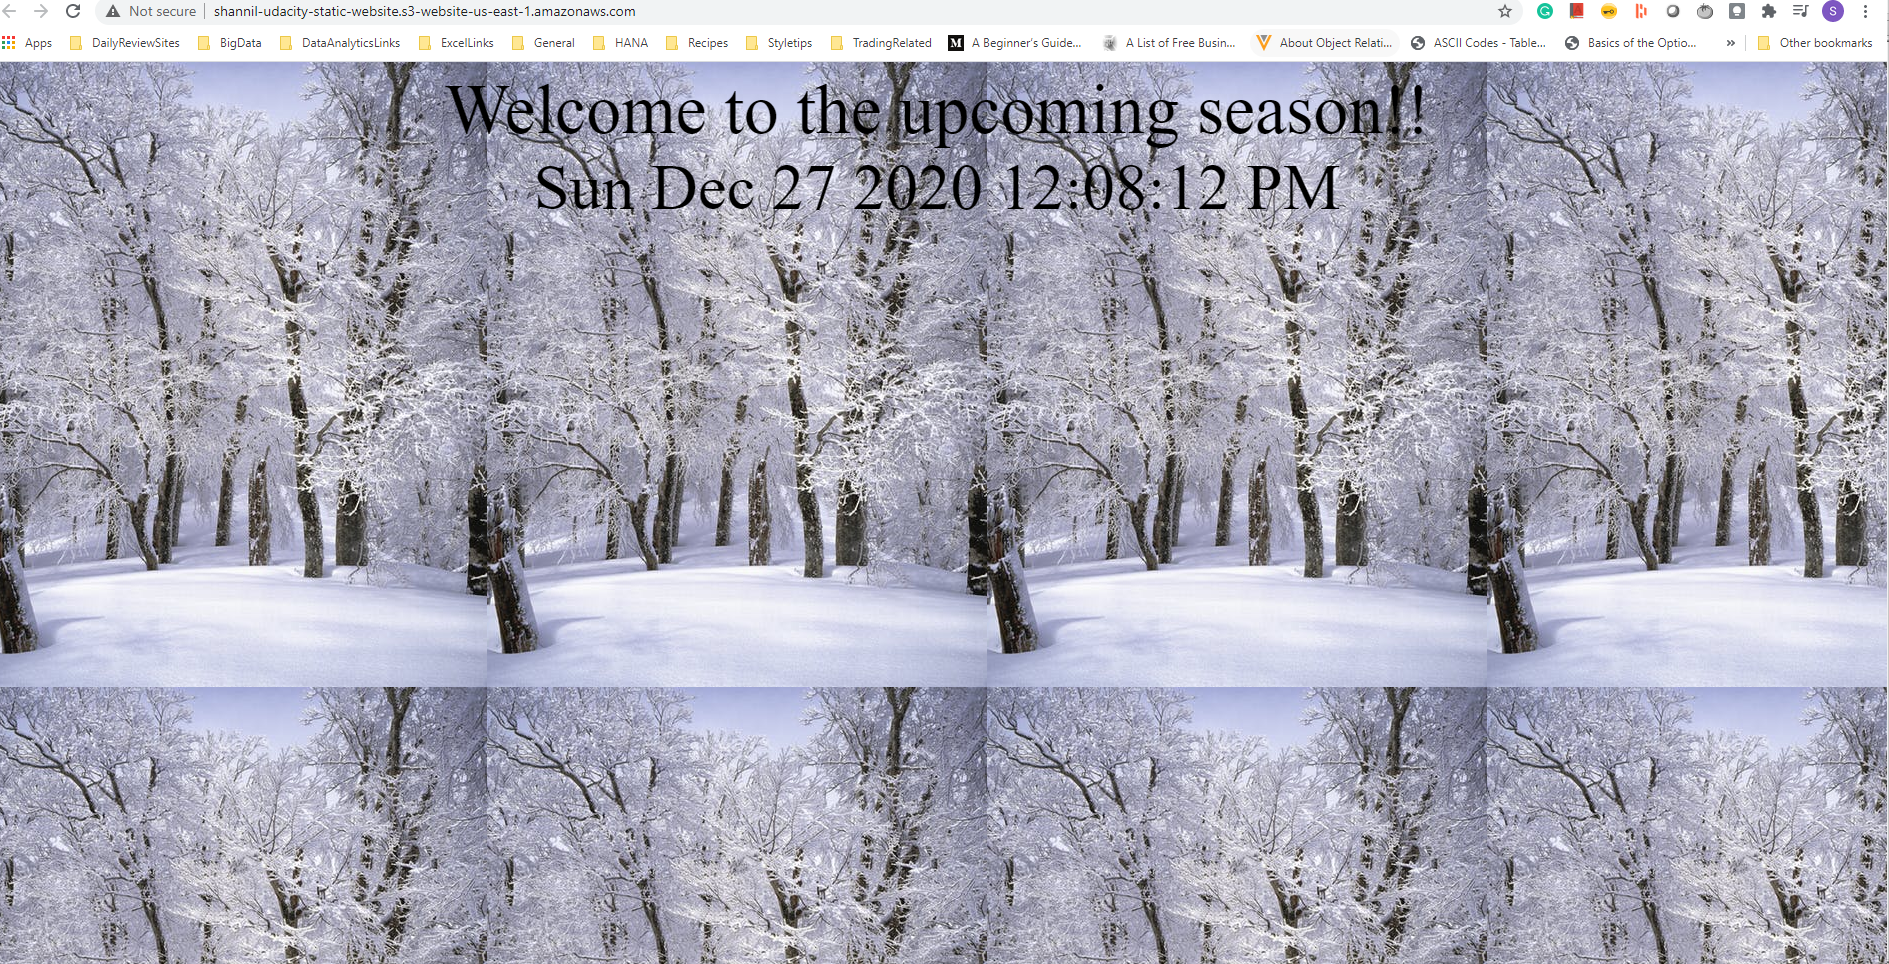 Not secure | shannil-udacity-static-website.s3-website-us-east-1.amazonaws.com S
Apps DailyReviewSites BigData DataAnalyticsLinks ExcelLinks General HANA Recipes Styletips TradingRelated M A Beginner's Guide... A List of Free Busin... About Object Relati... ASCII Codes - Table... Basics of the Optio... » Other bookmarks
Welcome to the upcoming season!!
Sun Dec 27 2020 12:08:12 PM